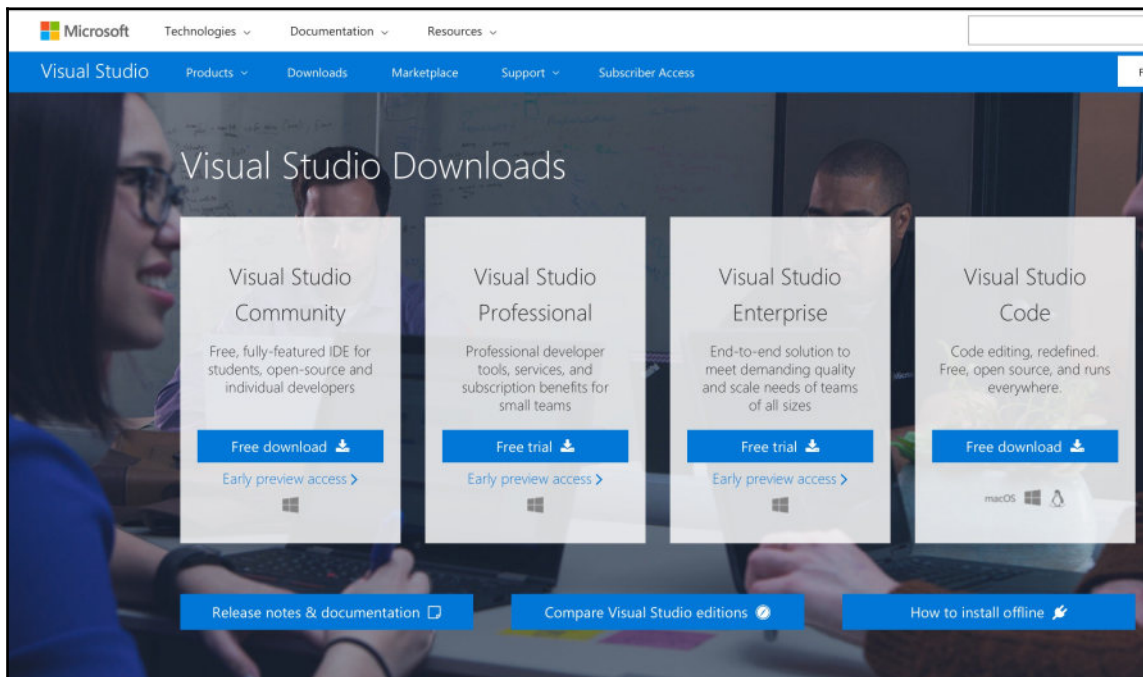 Microsoft Technologies Documentation Resources
Visual Studio Products Downloads Marketplace Support Subscriber Access
Visual Studio Downloads
Visual Studio
Community
Free, fully-featured IDE for
students, open-source and
individual developers
Free download
Early preview access
Visual Studio
Professional
Professional developer
tools, services, and
subscription benefits for
small teams
Free trial
Early preview access
Visual Studio
Enterprise
End-to-end solution to
meet demanding quality
and scale needs of teams
of all sizes
Free trial
Early preview access
Visual Studio
Code
Code editing, redefined.
Free, open source, and runs
everywhere.
Free download
macOS
Release notes & documentation
Compare Visual Studio editions
How to install offline